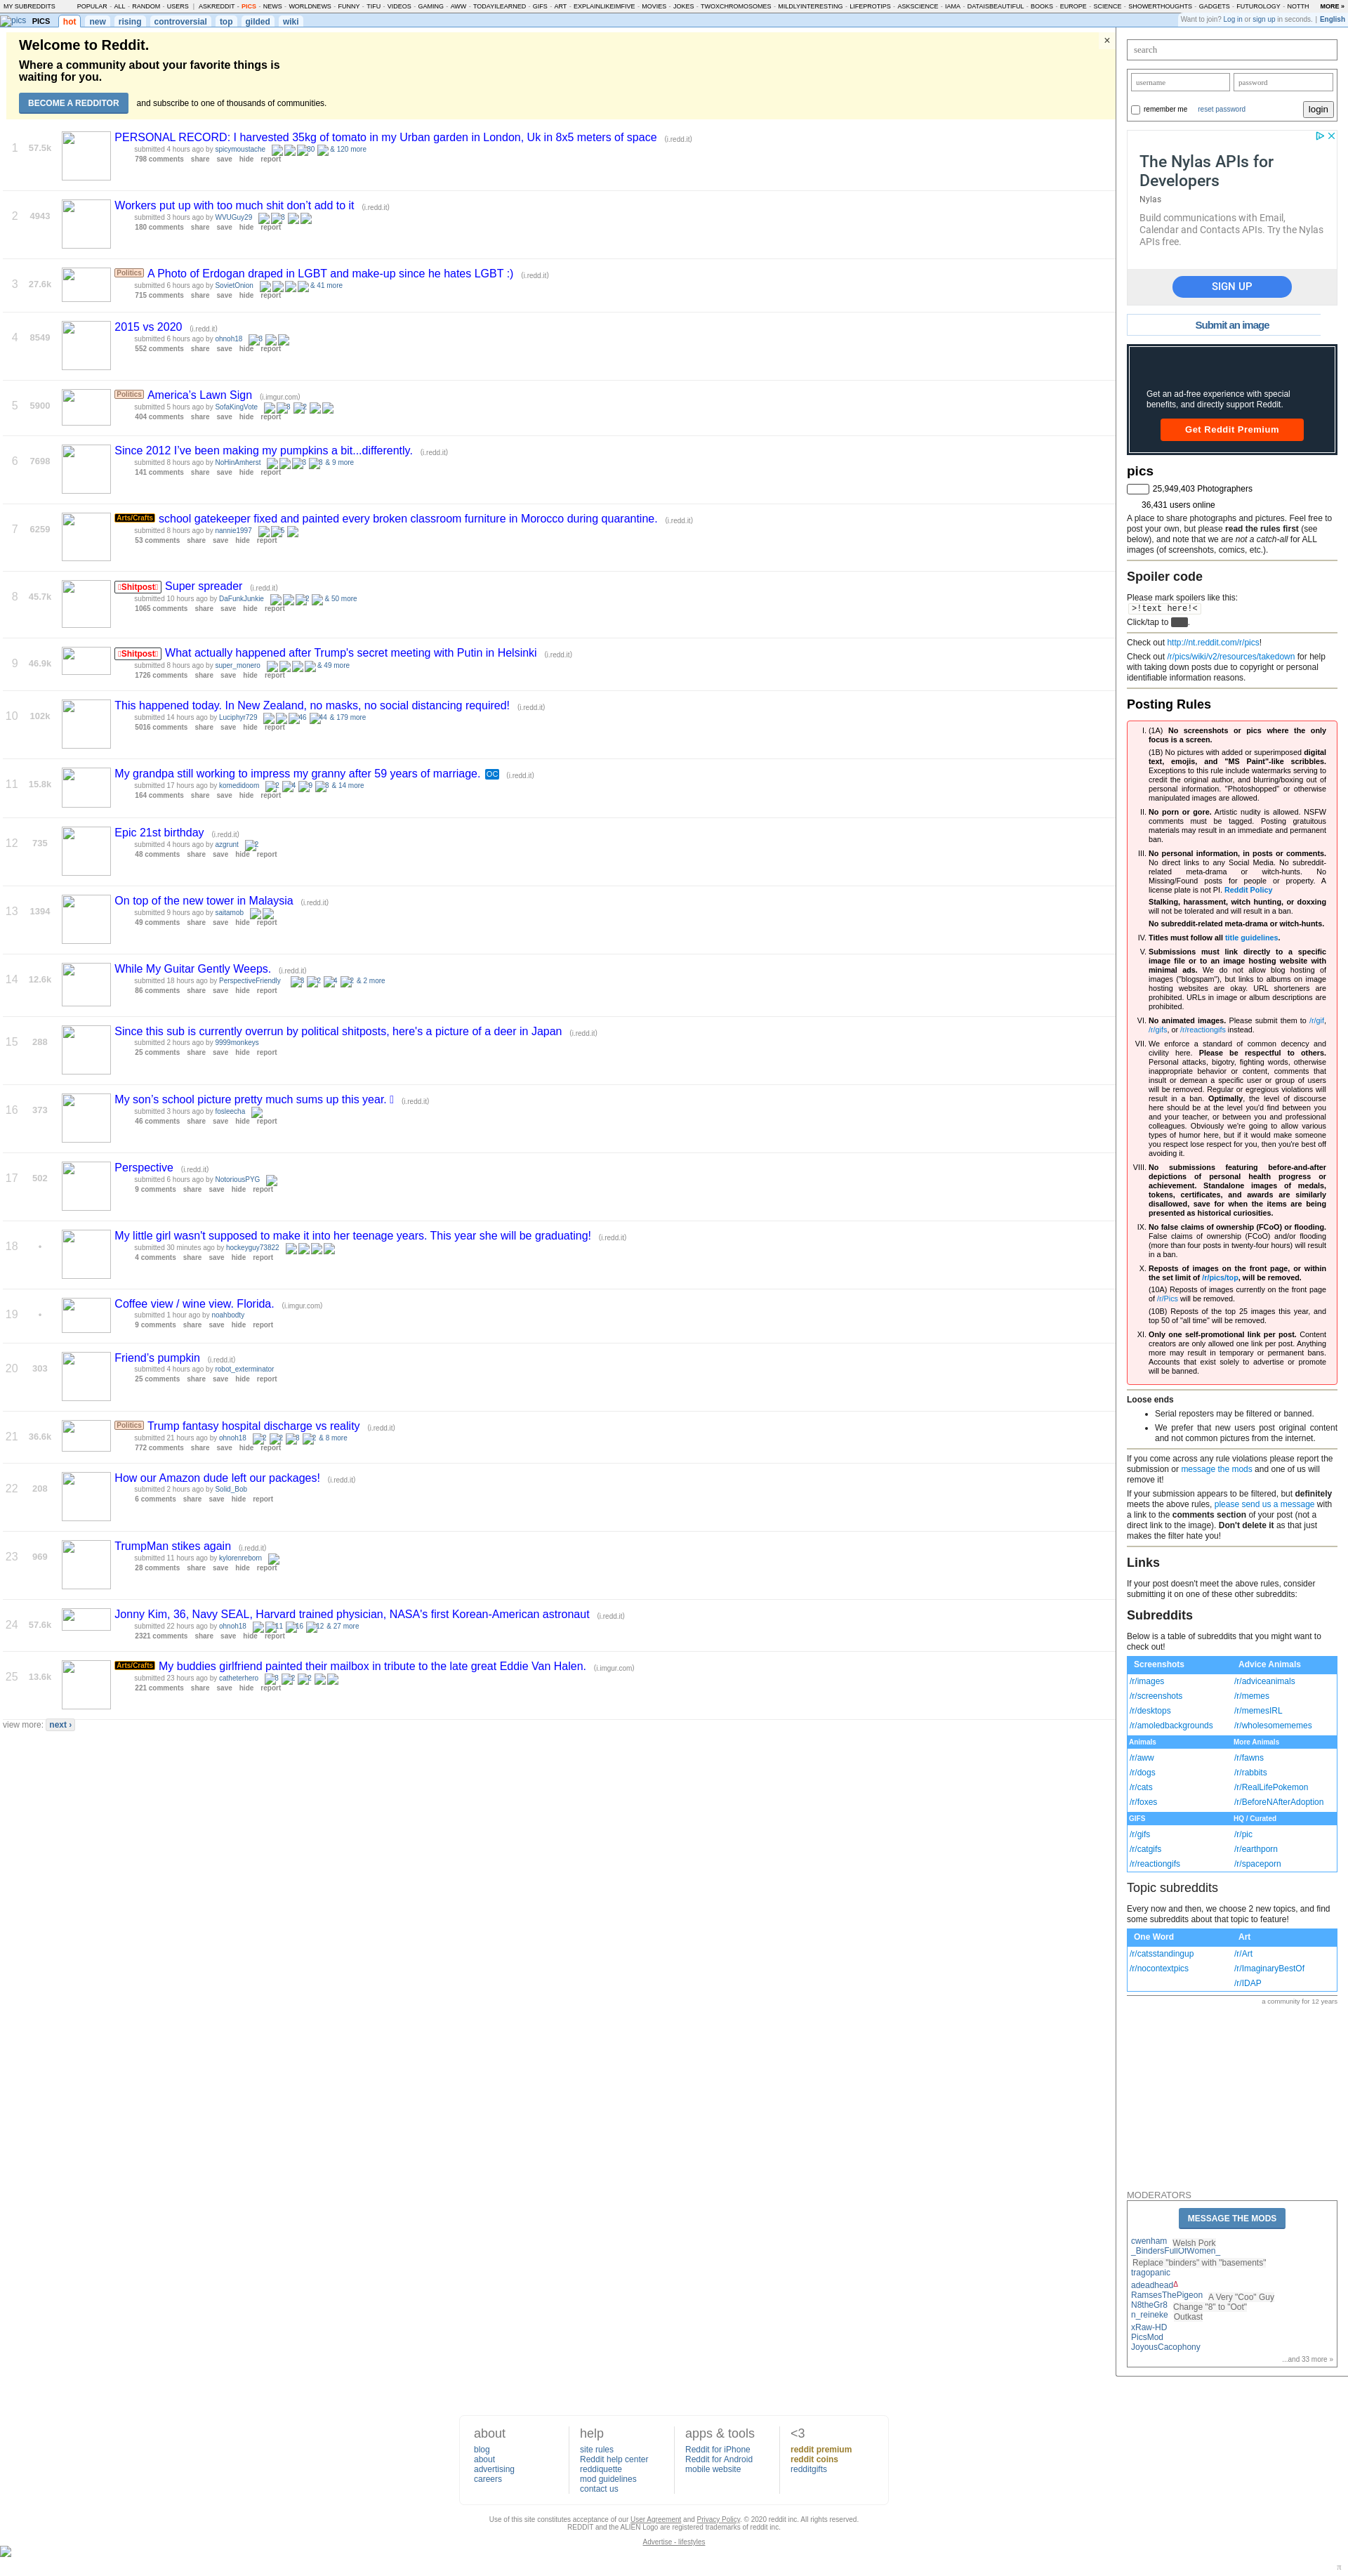 MY SUBREDDITS POPULAR - ALL - RANDOM - USERS | ASKREDDIT - PICS - NEWS - WORLDNEWS - FUNNY - TIFU - VIDEOS - GAMING - AWW - TODAYILEARNED - GIFS - ART - EXPLAINLIKEIMFIVE - MOVIES - JOKES - TWOXCHROMOSOMES - MILDLYINTERESTING - LIFEPROTIPS - ASKSCIENCE - IAMA - DATAISBEAUTIFUL - BOOKS - EUROPE - SCIENCE - SHOWERTHOUGHTS - GADGETS - FUTUROLOGY - NOTTH MORE »
pics PICS hot new rising controversial top gilded wiki
Want to join? Log in or sign up in seconds. | English
Welcome to Reddit.
Where a community about your favorite things is
waiting for you.
×
BECOME A REDDITOR and subscribe to one of thousands of communities.
1 57.5k PERSONAL RECORD: I harvested 35kg of tomato in my Urban garden in London, Uk in 8x5 meters of space (i.redd.it)
submitted 4 hours ago by spicymoustache 30 & 120 more
798 comments share save hide report
2 4943 Workers put up with too much shit don’t add to it (i.redd.it)
submitted 3 hours ago by WVUGuy29 3
180 comments share save hide report
3 27.6k Politics A Photo of Erdogan draped in LGBT and make-up since he hates LGBT :) (i.redd.it)
submitted 6 hours ago by SovietOnion & 41 more
715 comments share save hide report
4 8549 2015 vs 2020 (i.redd.it)
submitted 6 hours ago by ohnoh18 3
552 comments share save hide report
5 5900 Politics America's Lawn Sign (i.imgur.com)
submitted 5 hours ago by SofaKingVote 3 2
404 comments share save hide report
6 7698 Since 2012 I’ve been making my pumpkins a bit...differently. (i.redd.it)
submitted 8 hours ago by NoHinAmherst 3 3 & 9 more
141 comments share save hide report
7 6259 Arts/Crafts school gatekeeper fixed and painted every broken classroom furniture in Morocco during quarantine. (i.redd.it)
submitted 8 hours ago by nannie1997 5
53 comments share save hide report
8 45.7k Shitpost Super spreader (i.redd.it)
submitted 10 hours ago by DaFunkJunkie 2 & 50 more
1065 comments share save hide report
9 46.9k Shitpost What actually happened after Trump's secret meeting with Putin in Helsinki (i.redd.it)
submitted 8 hours ago by super_monero & 49 more
1726 comments share save hide report
10 102k This happened today. In New Zealand, no masks, no social distancing required! (i.redd.it)
submitted 14 hours ago by Luciphyr729 46 44 & 179 more
5016 comments share save hide report
11 15.8k My grandpa still working to impress my granny after 59 years of marriage. OC (i.redd.it)
submitted 17 hours ago by komedidoom 2 4 9 3 & 14 more
164 comments share save hide report
12 735 Epic 21st birthday (i.redd.it)
submitted 4 hours ago by azgrunt 2
48 comments share save hide report
13 1394 On top of the new tower in Malaysia (i.redd.it)
submitted 9 hours ago by saitamob
49 comments share save hide report
14 12.6k While My Guitar Gently Weeps. (i.redd.it)
submitted 18 hours ago by PerspectiveFriendly 3 2 4 2 & 2 more
86 comments share save hide report
15 288 Since this sub is currently overrun by political shitposts, here's a picture of a deer in Japan (i.redd.it)
submitted 2 hours ago by 9999monkeys
25 comments share save hide report
16 373 My son’s school picture pretty much sums up this year. (i.redd.it)
submitted 3 hours ago by fosleecha
46 comments share save hide report
17 502 Perspective (i.redd.it)
submitted 6 hours ago by NotoriousPYG
9 comments share save hide report
18 • My little girl wasn't supposed to make it into her teenage years. This year she will be graduating! (i.redd.it)
submitted 30 minutes ago by hockeyguy73822
4 comments share save hide report
19 • Coffee view / wine view. Florida. (i.imgur.com)
submitted 1 hour ago by noahbodty
9 comments share save hide report
20 303 Friend’s pumpkin (i.redd.it)
submitted 4 hours ago by robot_exterminator
25 comments share save hide report
21 36.6k Politics Trump fantasy hospital discharge vs reality (i.redd.it)
submitted 21 hours ago by ohnoh18 2 2 3 2 & 8 more
772 comments share save hide report
22 208 How our Amazon dude left our packages! (i.redd.it)
submitted 2 hours ago by Solid_Bob
6 comments share save hide report
23 969 TrumpMan stikes again (i.redd.it)
submitted 11 hours ago by kylorenreborn
28 comments share save hide report
24 57.6k Jonny Kim, 36, Navy SEAL, Harvard trained physician, NASA's first Korean-American astronaut (i.redd.it)
submitted 22 hours ago by ohnoh18 11 16 12 & 27 more
2321 comments share save hide report
25 13.6k Arts/Crafts My buddies girlfriend painted their mailbox in tribute to the late great Eddie Van Halen. (i.imgur.com)
submitted 23 hours ago by catheterhero 3 2 2
221 comments share save hide report
view more: next ›
search
username password
remember me reset password login
The Nylas APIs for
Developers
Nylas
Build communications with Email,
Calendar and Contacts APIs. Try the Nylas
APIs free.
SIGN UP
Submit an image
Get an ad-free experience with special
benefits, and directly support Reddit.
Get Reddit Premium
pics
25,949,403 Photographers
36,431 users online
A place to share photographs and pictures. Feel free to
post your own, but please read the rules first (see
below), and note that we are not a catch-all for ALL
images (of screenshots, comics, etc.).
Spoiler code
Please mark spoilers like this:
>!text here!<
Click/tap to .
Check out http://nt.reddit.com/r/pics!
Check out /r/pics/wiki/v2/resources/takedown for help
with taking down posts due to copyright or personal
identifiable information reasons.
Posting Rules
I. (1A) No screenshots or pics where the only
focus is a screen.
(1B) No pictures with added or superimposed digital
text, emojis, and "MS Paint"-like scribbles.
Exceptions to this rule include watermarks serving to
credit the original author, and blurring/boxing out of
personal information. "Photoshopped" or otherwise
manipulated images are allowed.
II. No porn or gore. Artistic nudity is allowed. NSFW
comments must be tagged. Posting gratuitous
materials may result in an immediate and permanent
ban.
III. No personal information, in posts or comments.
No direct links to any Social Media. No subreddit-
related meta-drama or witch-hunts. No
Missing/Found posts for people or property. A
license plate is not PI. Reddit Policy
Stalking, harassment, witch hunting, or doxxing
will not be tolerated and will result in a ban.
No subreddit-related meta-drama or witch-hunts.
IV. Titles must follow all title guidelines.
V. Submissions must link directly to a specific
image file or to an image hosting website with
minimal ads. We do not allow blog hosting of
images ("blogspam"), but links to albums on image
hosting websites are okay. URL shorteners are
prohibited. URLs in image or album descriptions are
prohibited.
VI. No animated images. Please submit them to /r/gif,
/r/gifs, or /r/reactiongifs instead.
VII. We enforce a standard of common decency and
civility here. Please be respectful to others.
Personal attacks, bigotry, fighting words, otherwise
inappropriate behavior or content, comments that
insult or demean a specific user or group of users
will be removed. Regular or egregious violations will
result in a ban. Optimally, the level of discourse
here should be at the level you'd find between you
and your teacher, or between you and professional
colleagues. Obviously we're going to allow various
types of humor here, but if it would make someone
you respect lose respect for you, then you're best off
avoiding it.
VIII. No submissions featuring before-and-after
depictions of personal health progress or
achievement. Standalone images of medals,
tokens, certificates, and awards are similarly
disallowed, save for when the items are being
presented as historical curiosities.
IX. No false claims of ownership (FCoO) or flooding.
False claims of ownership (FCoO) and/or flooding
(more than four posts in twenty-four hours) will result
in a ban.
X. Reposts of images on the front page, or within
the set limit of /r/pics/top, will be removed.
(10A) Reposts of images currently on the front page
of /r/Pics will be removed.
(10B) Reposts of the top 25 images this year, and
top 50 of "all time" will be removed.
XI. Only one self-promotional link per post. Content
creators are only allowed one link per post. Anything
more may result in temporary or permanent bans.
Accounts that exist solely to advertise or promote
will be banned.
Loose ends
• Serial reposters may be filtered or banned.
• We prefer that new users post original content
and not common pictures from the internet.
If you come across any rule violations please report the
submission or message the mods and one of us will
remove it!
If your submission appears to be filtered, but definitely
meets the above rules, please send us a message with
a link to the comments section of your post (not a
direct link to the image). Don't delete it as that just
makes the filter hate you!
Links
If your post doesn't meet the above rules, consider
submitting it on one of these other subreddits:
Subreddits
Below is a table of subreddits that you might want to
check out!
Screenshots Advice Animals
/r/images /r/adviceanimals
/r/screenshots /r/memes
/r/desktops /r/memesIRL
/r/amoledbackgrounds /r/wholesomememes
Animals More Animals
/r/aww /r/fawns
/r/dogs /r/rabbits
/r/cats /r/RealLifePokemon
/r/foxes /r/BeforeNAfterAdoption
GIFS HQ / Curated
/r/gifs /r/pic
/r/catgifs /r/earthporn
/r/reactiongifs /r/spaceporn
Topic subreddits
Every now and then, we choose 2 new topics, and find
some subreddits about that topic to feature!
One Word Art
/r/catsstandingup /r/Art
/r/nocontextpics /r/ImaginaryBestOf
/r/IDAP
a community for 12 years
MODERATORS
MESSAGE THE MODS
cwenham Welsh Pork
_BindersFullOfWomen_
Replace "binders" with "basements"
tragopanic
adeadheadΔ
RamsesThePigeon A Very "Coo" Guy
N8theGr8 Change "8" to "Oot"
n_reineke Outkast
xRaw-HD
PicsMod
JoyousCacophony
...and 33 more »
about
blog
about
advertising
careers
help
site rules
Reddit help center
reddiquette
mod guidelines
contact us
apps & tools
Reddit for iPhone
Reddit for Android
mobile website
<3
reddit premium
reddit coins
redditgifts
Use of this site constitutes acceptance of our User Agreement and Privacy Policy. © 2020 reddit inc. All rights reserved.
REDDIT and the ALIEN Logo are registered trademarks of reddit inc.
Advertise - lifestyles
π